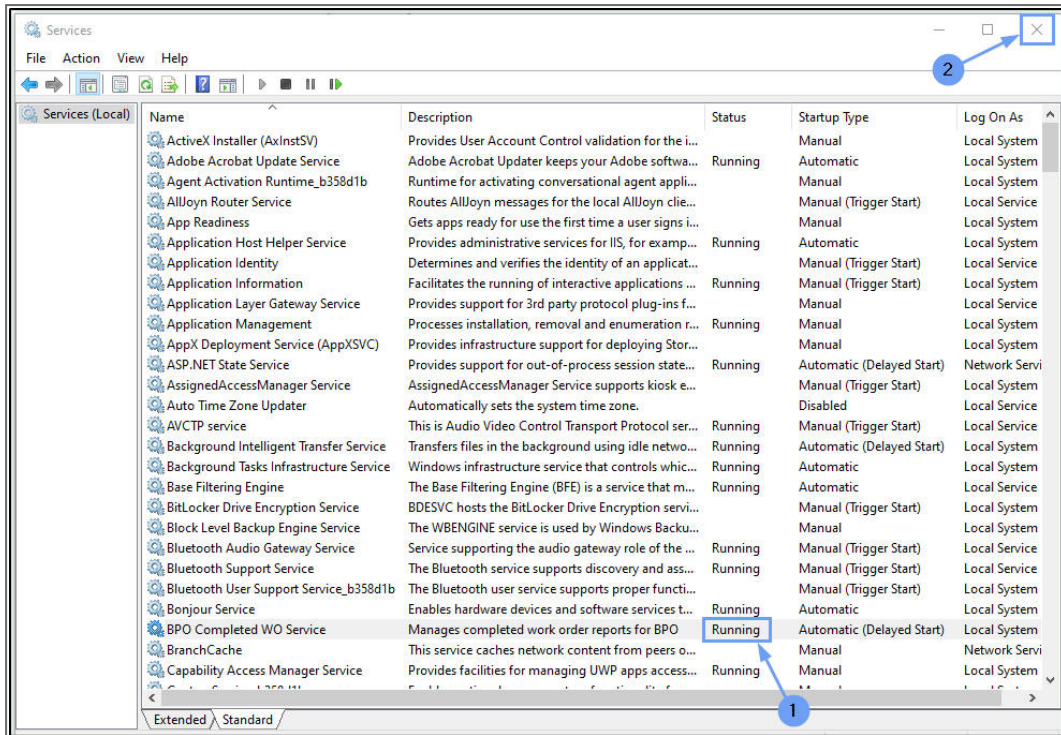 Services
2
File Action View Help
Services (Local)
Name Description Status Startup Type Log On As
ActiveX Installer (AxInstSV) Provides User Account Control validation for the i... Manual Local System
Adobe Acrobat Update Service Adobe Acrobat Updater keeps your Adobe softwa... Running Automatic Local System
Agent Activation Runtime_b358d1b Runtime for activating conversational agent appli... Manual Local System
AllJoyn Router Service Routes AllJoyn messages for the local AllJoyn clie... Manual (Trigger Start) Local Service
App Readiness Gets apps ready for use the first time a user signs i... Manual Local System
Application Host Helper Service Provides administrative services for IIS, for examp... Running Automatic Local System
Application Identity Determines and verifies the identity of an applicat... Manual (Trigger Start) Local Service
Application Information Facilitates the running of interactive applications ... Running Manual (Trigger Start) Local System
Application Layer Gateway Service Provides support for 3rd party protocol plug-ins f... Manual Local Service
Application Management Processes installation, removal and enumeration r... Running Manual Local System
AppX Deployment Service (AppXSVC) Provides infrastructure support for deploying Stor... Manual Local System
ASP.NET State Service Provides support for out-of-process session state... Running Automatic (Delayed Start) Network Servi
AssignedAccessManager Service AssignedAccessManager Service supports kiosk e... Manual (Trigger Start) Local System
Auto Time Zone Updater Automatically sets the system time zone. Disabled Local Service
AVCTP service This is Audio Video Control Transport Protocol ser... Running Manual (Trigger Start) Local Service
Background Intelligent Transfer Service Transfers files in the background using idle netwo... Running Automatic (Delayed Start) Local System
Background Tasks Infrastructure Service Windows infrastructure service that controls whic... Running Automatic Local System
Base Filtering Engine The Base Filtering Engine (BFE) is a service that m... Running Automatic Local Service
BitLocker Drive Encryption Service BDESVC hosts the BitLocker Drive Encryption servi... Manual (Trigger Start) Local System
Block Level Backup Engine Service The WBENGINE service is used by Windows Backu... Manual Local System
Bluetooth Audio Gateway Service Service supporting the audio gateway role of the ... Running Manual (Trigger Start) Local Service
Bluetooth Support Service The Bluetooth service supports discovery and ass... Running Manual (Trigger Start) Local Service
Bluetooth User Support Service_b358d1b The Bluetooth user service supports proper functi... Manual (Trigger Start) Local System
Bonjour Service Enables hardware devices and software services t... Running Automatic Local System
BPO Completed WO Service Manages completed work order reports for BPO Running Automatic (Delayed Start) Local System
BranchCache This service caches network content from peers o... Manual Network Servi
Capability Access Manager Service Provides facilities for managing UWP apps access... Running Manual Local System
1
Extended Standard